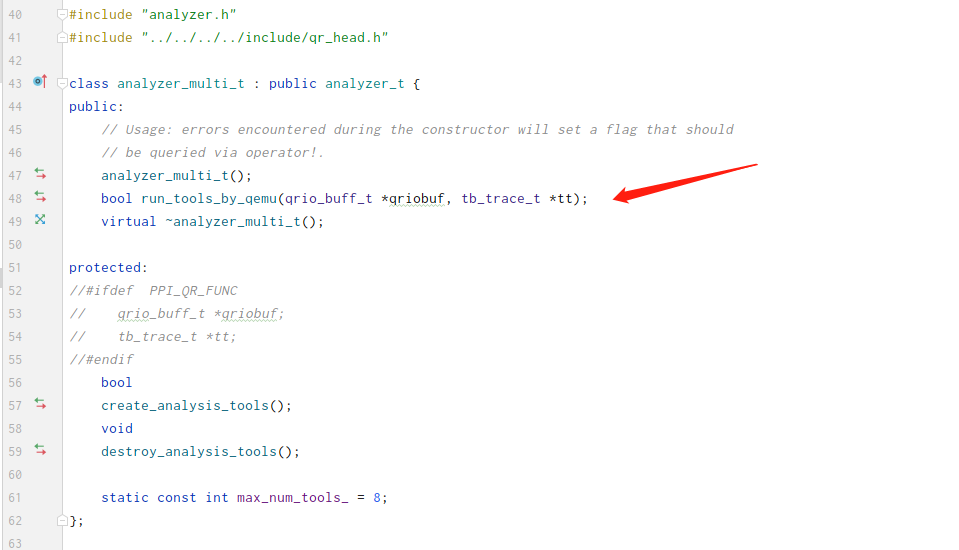 40 #include "analyzer.h"
41 #include "../../../../include/qr_head.h"
42
43 class analyzer_multi_t : public analyzer_t {
44 public:
45 // Usage: errors encountered during the constructor will set a flag that should
46 // be queried via operator!.
47 analyzer_multi_t();
48 bool run_tools_by_qemu(qrio_buff_t *qriobuf, tb_trace_t *tt);
49 virtual ~analyzer_multi_t();
50
51 protected:
52 //#ifdef  PPI_QR_FUNC
53 //    qrio_buff_t *qriobuf;
54 //    tb_trace_t *tt;
55 //#endif
56 bool
57 create_analysis_tools();
58 void
59 destroy_analysis_tools();
60
61 static const int max_num_tools_ = 8;
62 };
63